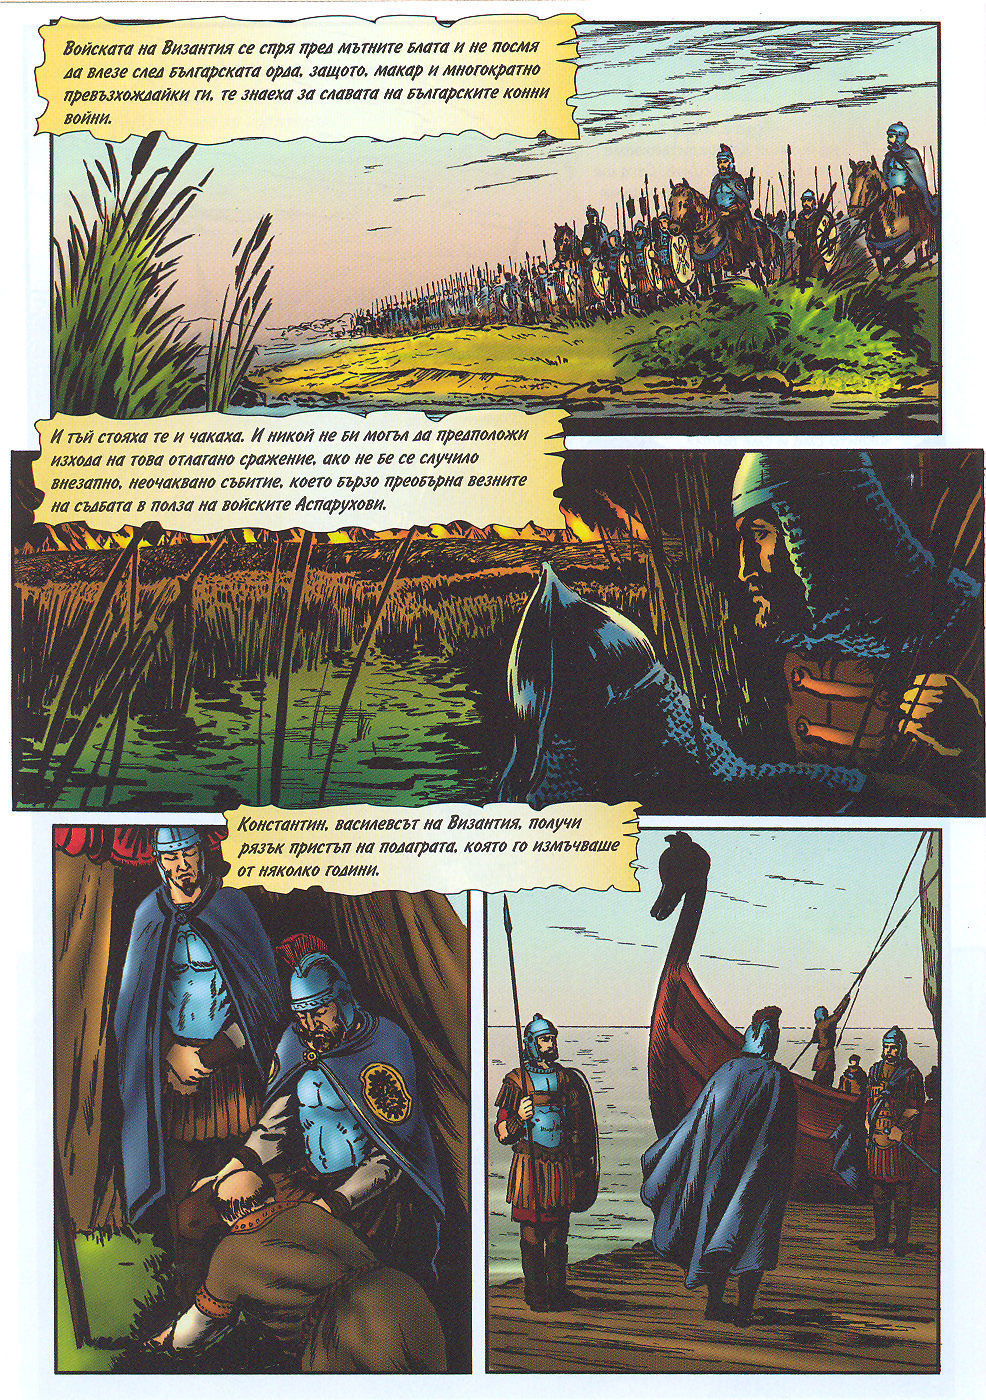 Войската на Византия се спря пред мътните блата и не посмя
да влезе след българската орда, защото, макар и многократно
превъзхождайки ги, те знаеха за славата на българските конни
войни.
И тъй стояха те и чакаха. И никой не би могъл да предположи
изхода на това отлагано сражение, ако не бе се случило
внезапно, неочаквано събитие, което бързо преобърна везните
на съдбата в полза на войските Аспарухови.
Константин, василевсът на Византия, получи
рязък пристъп на подаграта, която го измъчваше
от няколко години.